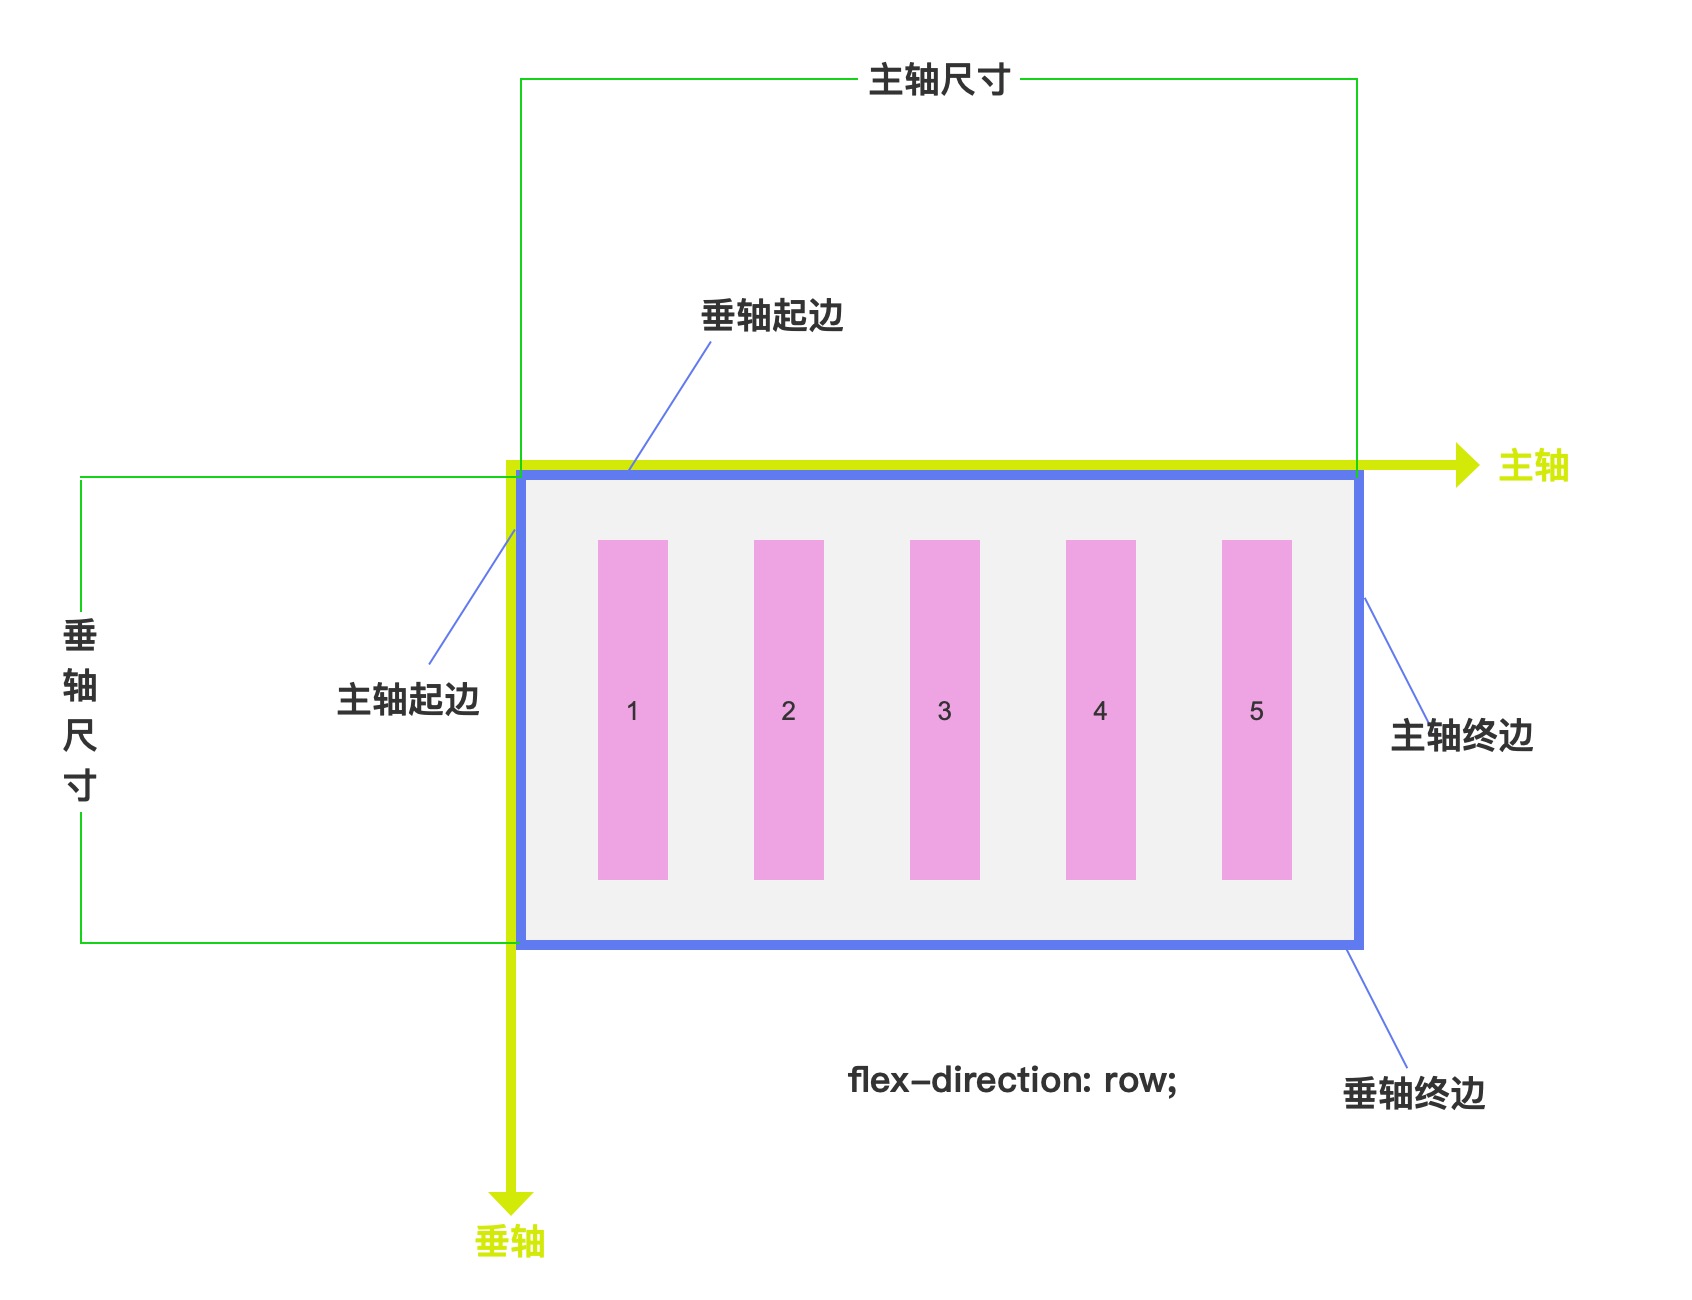 主轴尺寸
垂轴起边
主轴
垂轴尺寸
主轴起边
1
2
3
4
5
主轴终边
flex-direction: row;
垂轴终边
垂轴